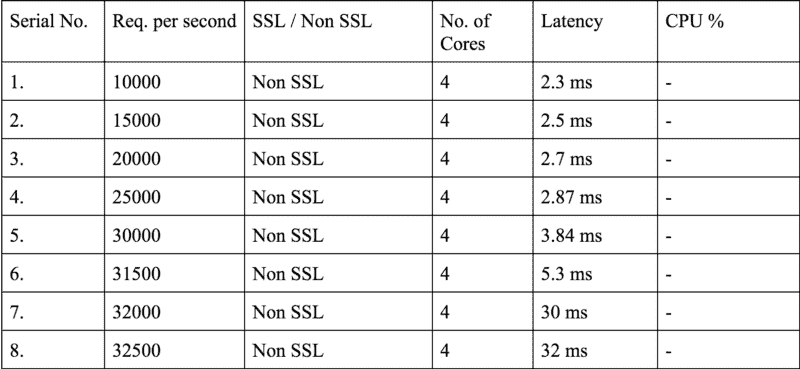 Serial No. Req. per second SSL / Non SSL No. of Cores Latency CPU %
1. 10000 Non SSL 4 2.3 ms -
2. 15000 Non SSL 4 2.5 ms -
3. 20000 Non SSL 4 2.7 ms -
4. 25000 Non SSL 4 2.87 ms -
5. 30000 Non SSL 4 3.84 ms -
6. 31500 Non SSL 4 5.3 ms -
7. 32000 Non SSL 4 30 ms -
8. 32500 Non SSL 4 32 ms -